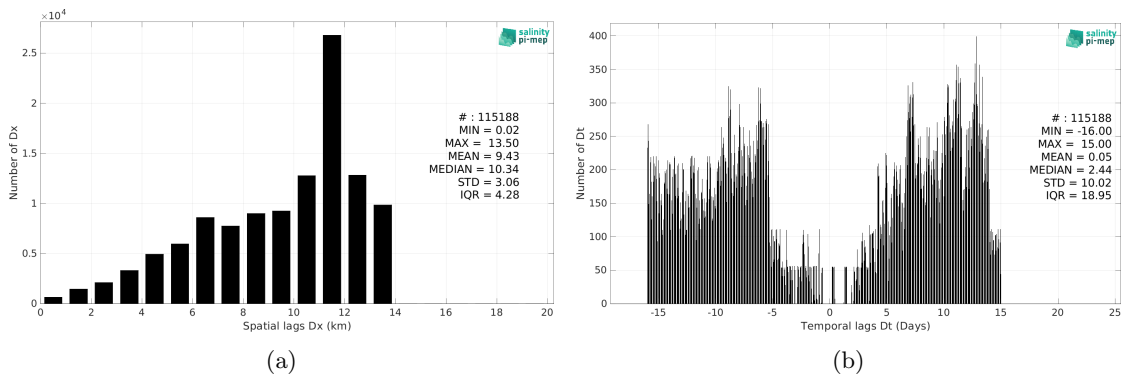 ×10⁴
2.5
2
1.5
1
0.5
0
0 2 4 6 8 10 12 14 16 18 20
Number of Dx
Spatial lags Dx (km)
salinity
pi-mep
# : 115188
MIN = 0.02
MAX = 13.50
MEAN = 9.43
MEDIAN = 10.34
STD = 3.06
IQR = 4.28
(a)
400
350
300
250
200
150
100
50
0
-15 -10 -5 0 5 10 15 20 25
Number of Dt
Temporal lags Dt (Days)
salinity
pi-mep
# : 115188
MIN = -16.00
MAX = 15.00
MEAN = 0.05
MEDIAN = 2.44
STD = 10.02
IQR = 18.95
(b)